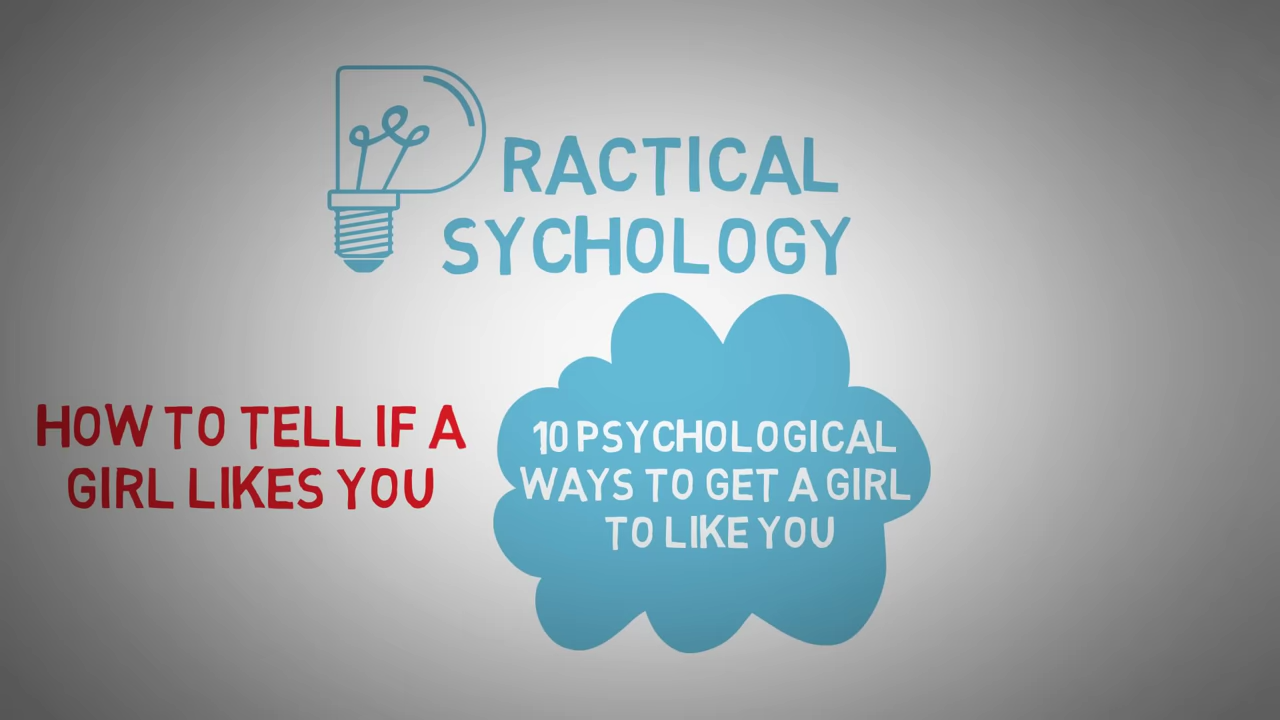 PRACTICAL
SYCHOLOGY
HOW TO TELL IF A
GIRL LIKES YOU
10 PSYCHOLOGICAL
WAYS TO GET A GIRL
TO LIKE YOU